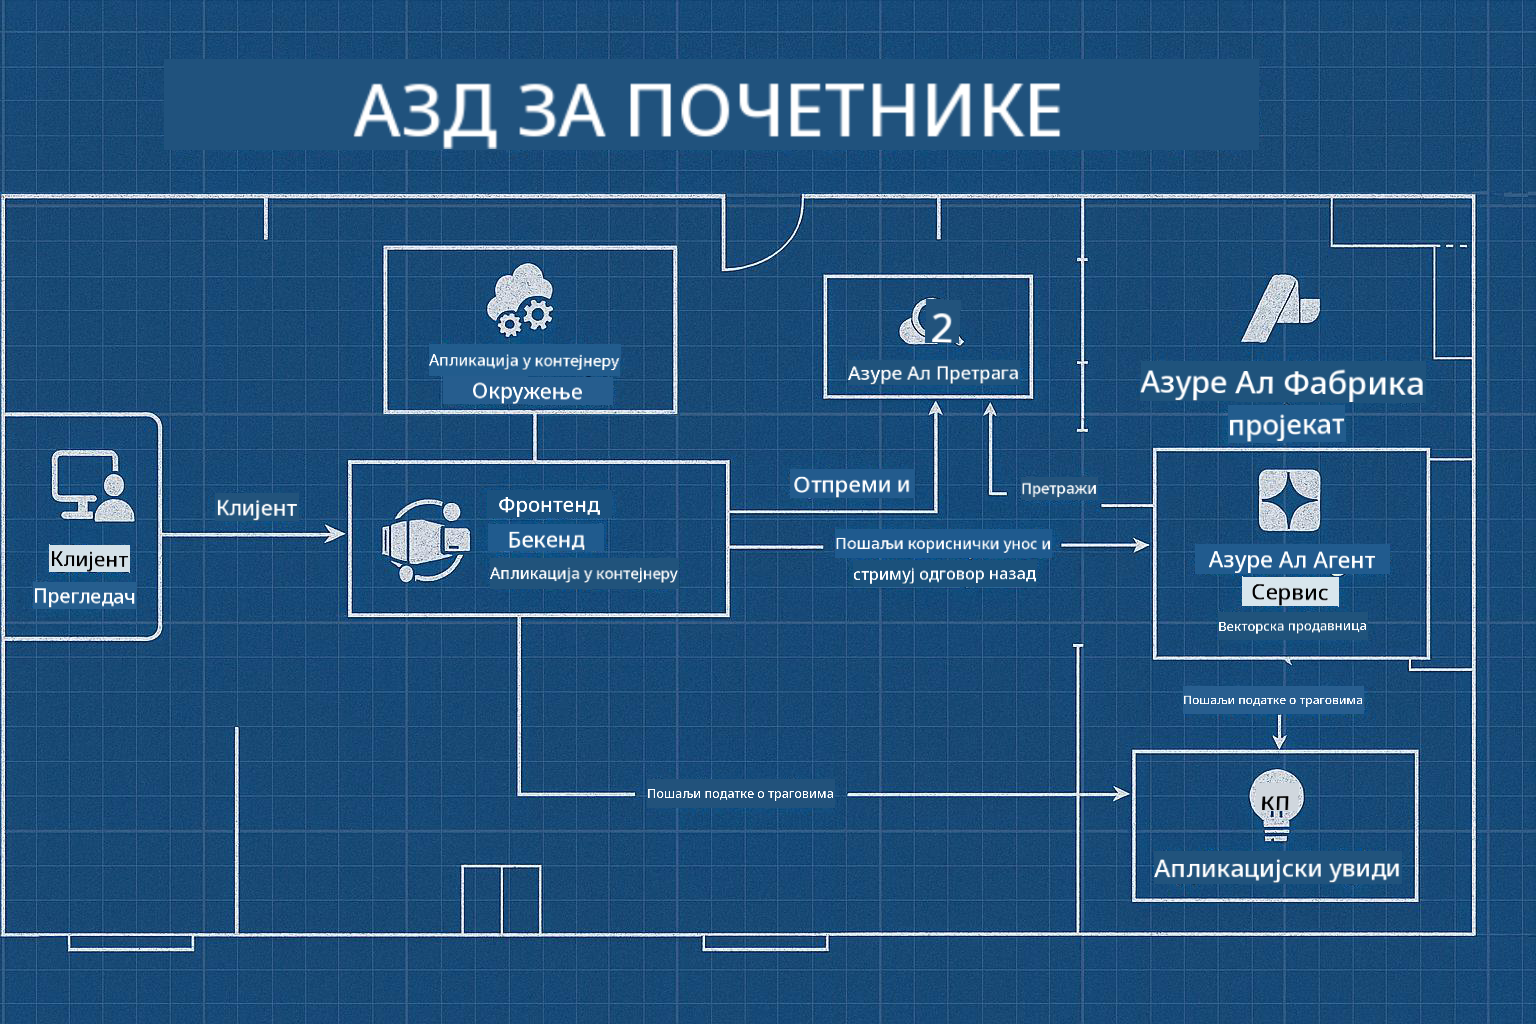 АЗД ЗА ПОЧЕТНИКЕ
Апликација у контејнеру
Окружење
2
Азуре Ал Претрага
Азуре Ал Фабрика
пројекат
Клијент
Прегледач
Клијент
Фронтенд
Бекенд
Апликација у контејнеру
Отпреми и
Претражи
Пошаљи кориснички унос и
стримуј одговор назад
Азуре Ал Агент
Сервис
Векторска продавница
Пошаљи податке о траговима
Пошаљи податке о траговима
КП
Апликацијски увиди